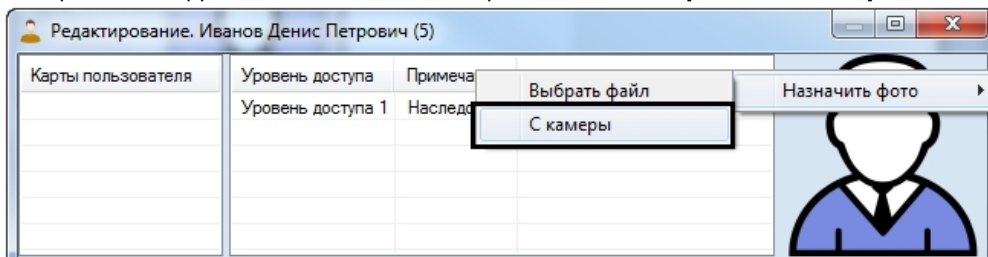 Редактирование. Иванов Денис Петрович (5)
Карты пользователя
Уровень доступа
Уровень доступа 1
Выбрать файл
С камеры
Назначить фото